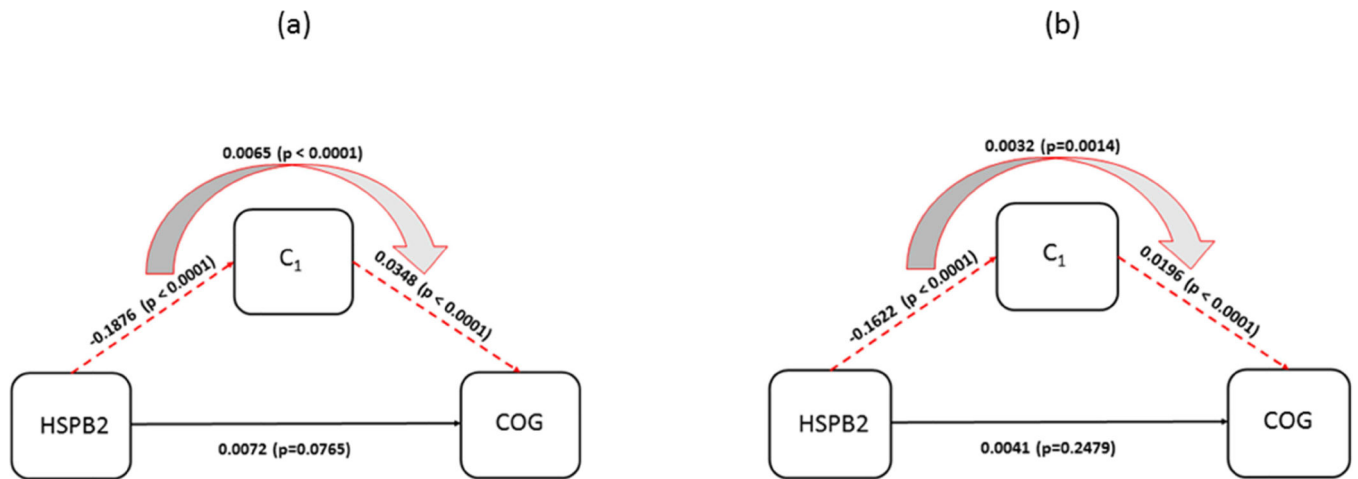 (a)
0.0065 (p < 0.0001)
C₁
-0.1876 (p < 0.0001)
0.0348 (p < 0.0001)
HSPB2
COG
0.0072 (p=0.0765)
(b)
0.0032 (p=0.0014)
C₁
-0.1622 (p < 0.0001)
0.0196 (p < 0.0001)
HSPB2
COG
0.0041 (p=0.2479)